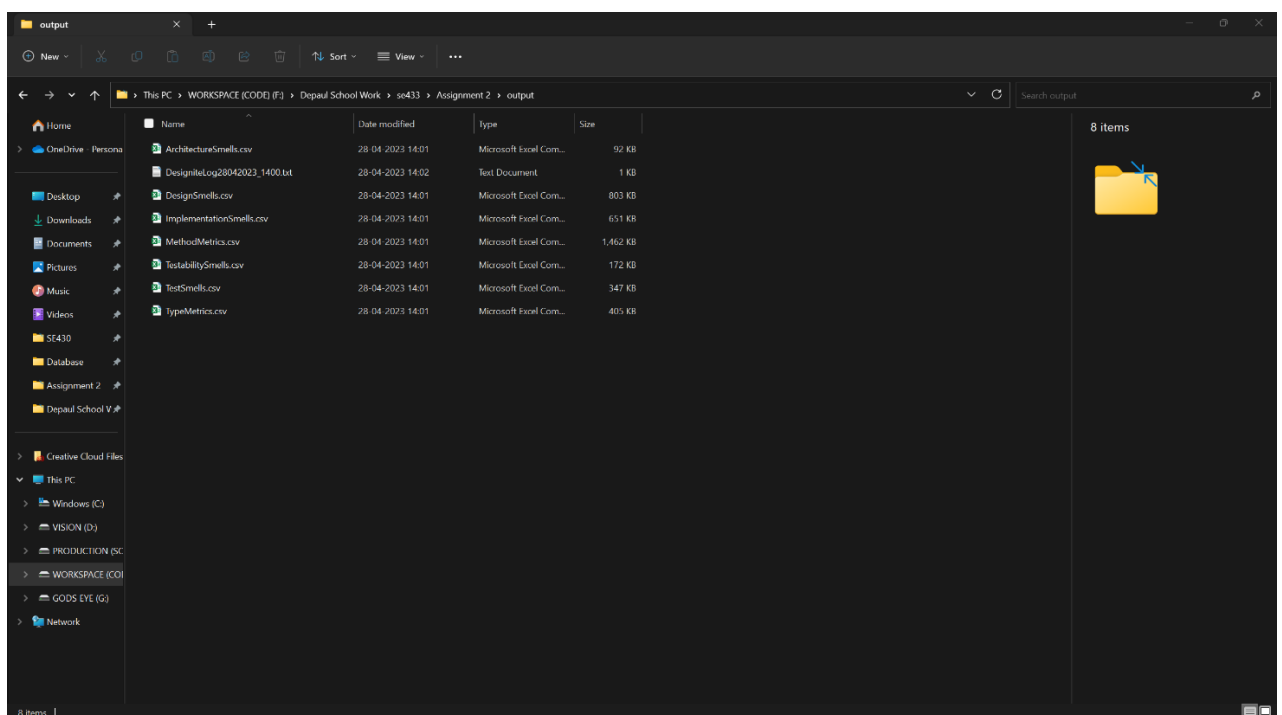 output
New
Sort
View
This PC > WORKSPACE (CODE) (F:) > Depaul School Work > se433 > Assignment 2 > output
Search output
Home
OneDrive - Persona
Desktop
Downloads
Documents
Pictures
Music
Videos
SE430
Database
Assignment 2
Depaul School W
Creative Cloud Files
This PC
Windows (C:)
VISION (D:)
PRODUCTION (SC
WORKSPACE (COI
GODS EYE (G:)
Network
Name Date modified Type Size
ArchitectureSmells.csv 28-04-2023 14:01 Microsoft Excel Com... 92 KB
DesigniteLog28042023_1400.txt 28-04-2023 14:02 Text Document 1 KB
DesignSmells.csv 28-04-2023 14:01 Microsoft Excel Com... 803 KB
ImplementationSmells.csv 28-04-2023 14:01 Microsoft Excel Com... 651 KB
MethodMetrics.csv 28-04-2023 14:01 Microsoft Excel Com... 1,462 KB
TestabilitySmells.csv 28-04-2023 14:01 Microsoft Excel Com... 172 KB
TestSmells.csv 28-04-2023 14:01 Microsoft Excel Com... 347 KB
TypeMetrics.csv 28-04-2023 14:01 Microsoft Excel Com... 405 KB
8 items
8 items